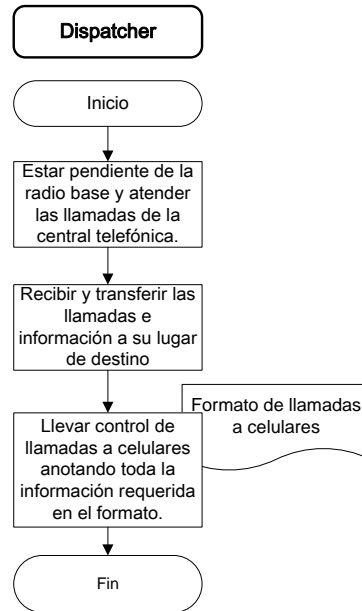 Dispatcher
Inicio
Estar pendiente de la
radio base y atender
las llamadas de la
central telefónica.
Recibir y transferir las
llamadas e
información a su lugar
de destino
Llevar control de
llamadas a celulares
anotando toda la
información requerida
en el formato.
Formato de llamadas
a celulares
Fin